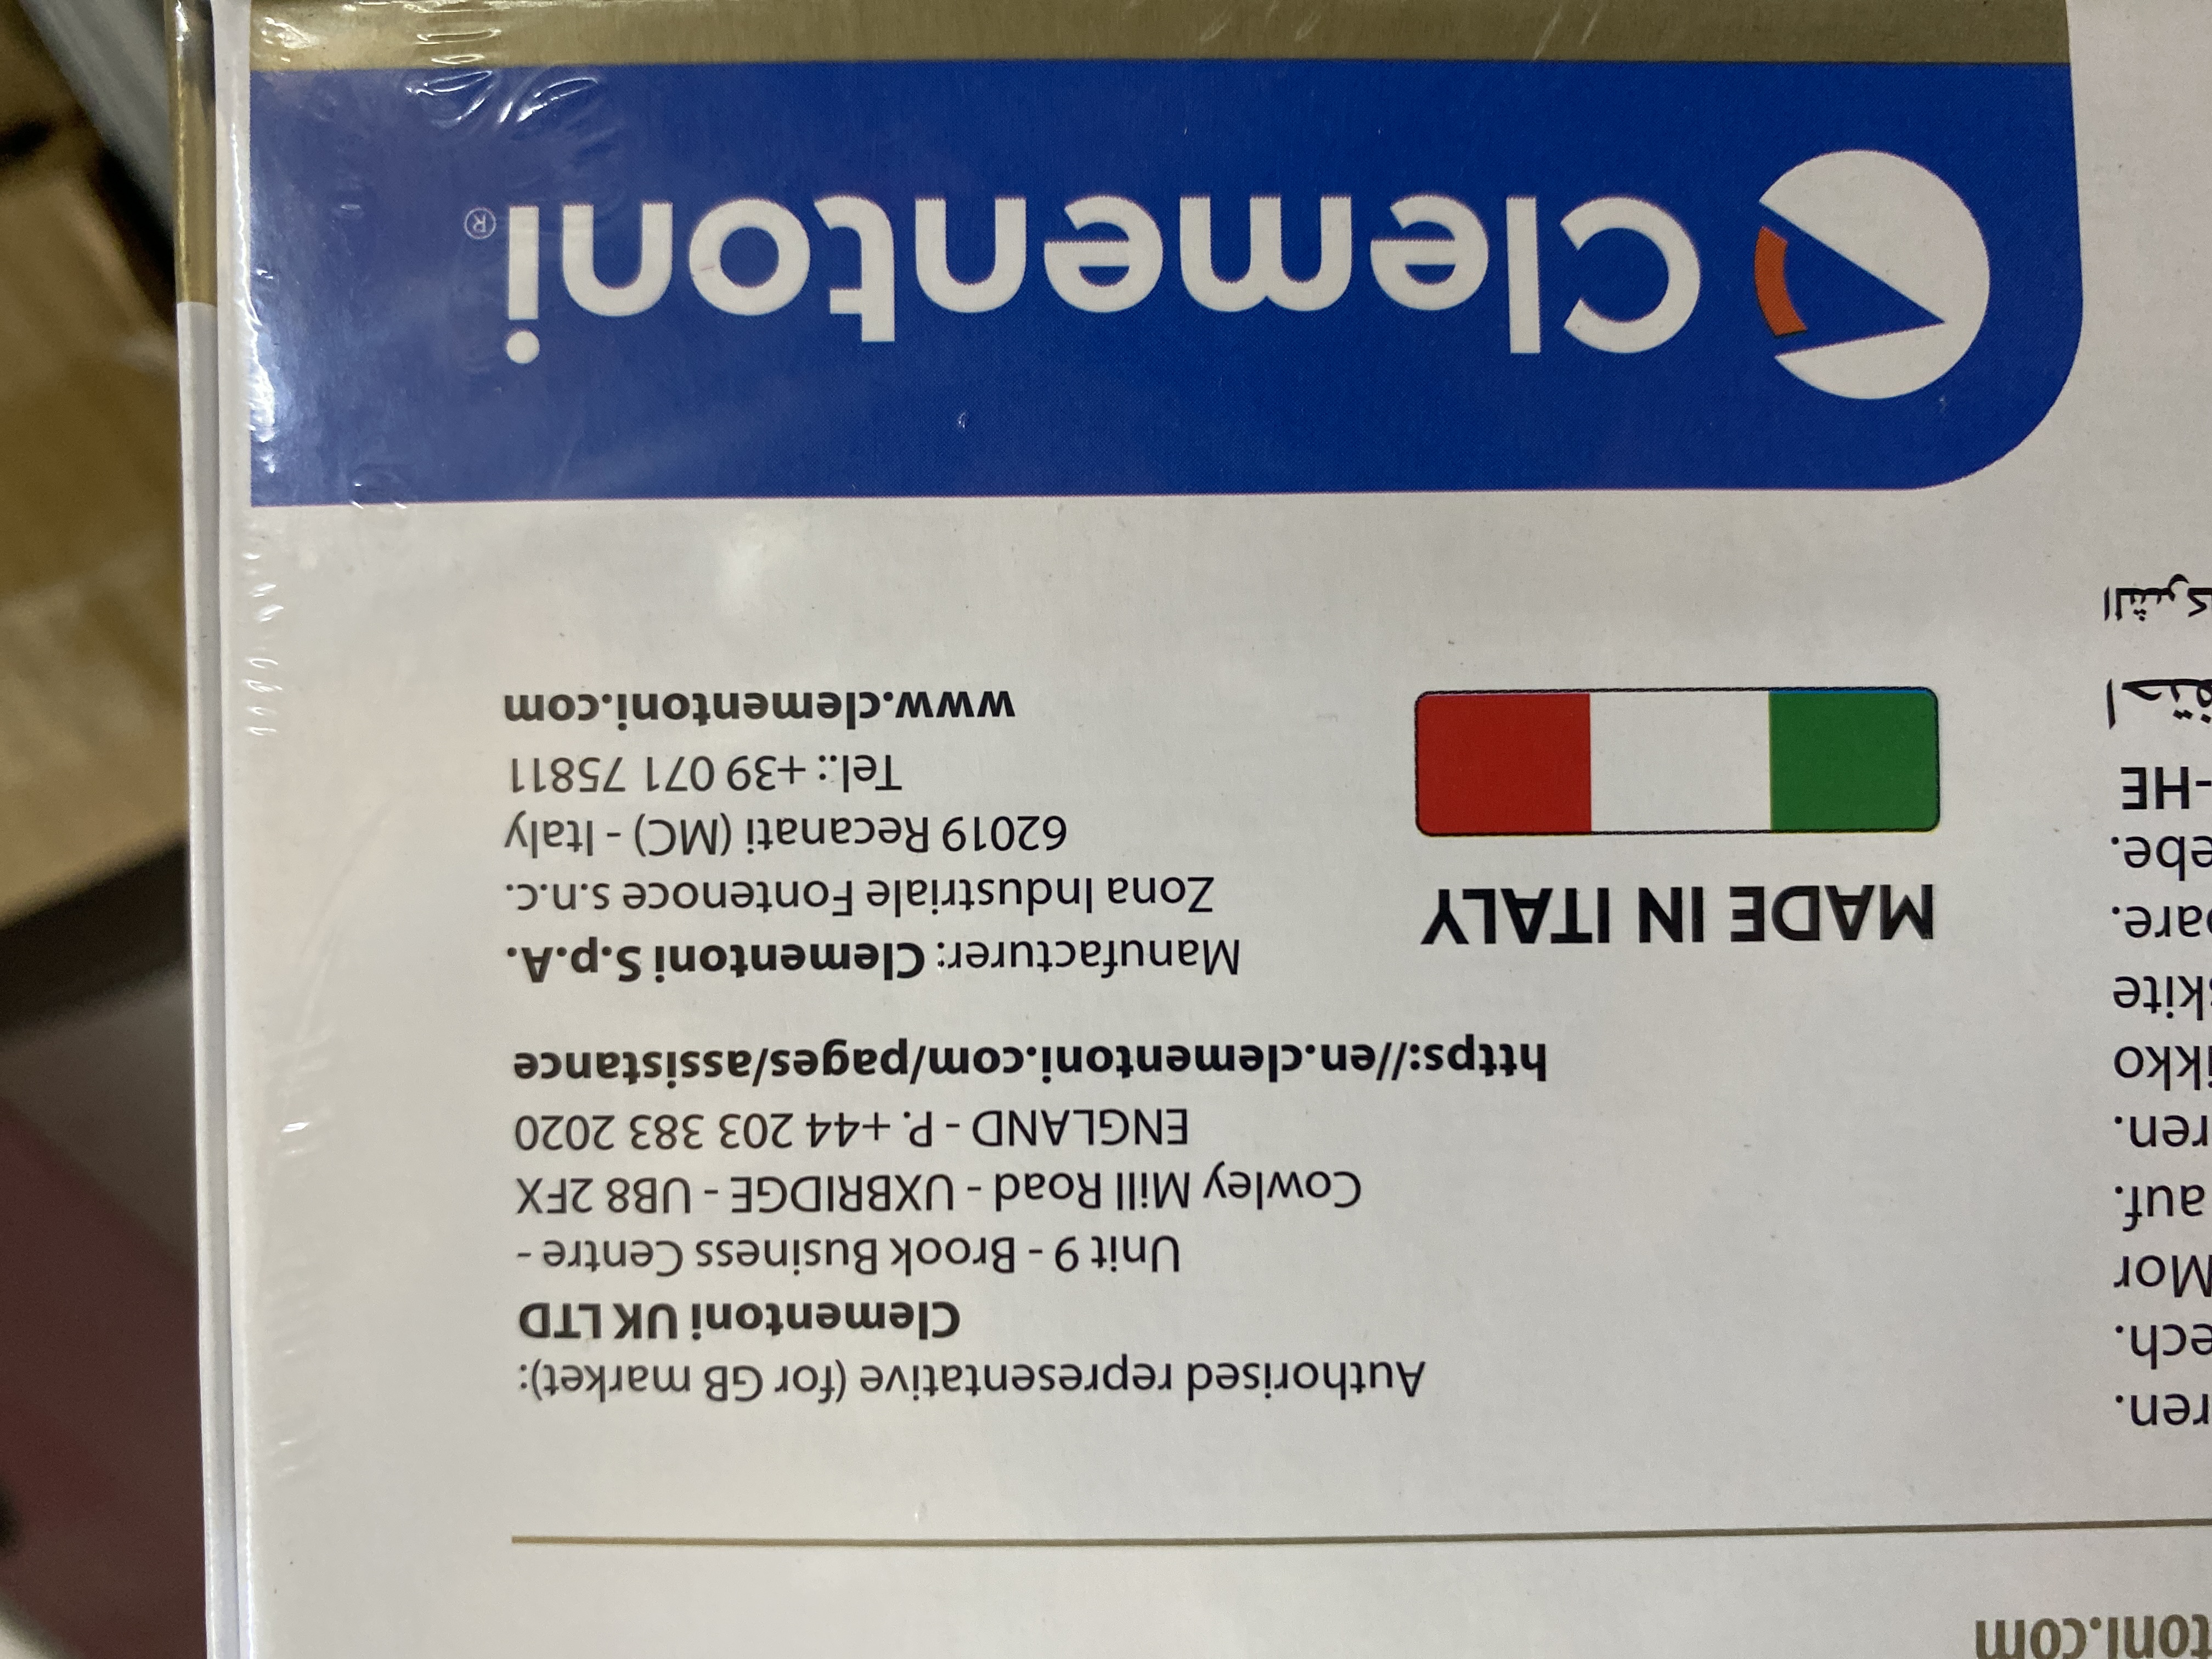 toni.com
Authorised representative (for GB market):
Clementoni UK LTD
Unit 9 - Brook Business Centre -
Cowley Mill Road - UXBRIDGE - UB8 2FX
ENGLAND - P. +44 203 383 2020
https://en.clementoni.com/pages/assistance
Manufacturer: Clementoni S.p.A.
Zona Industriale Fontenoce s.n.c.
62019 Recanati (MC) - Italy
Tel.: +39 071 75811
www.clementoni.com
MADE IN ITALY
ren.
ech.
Mor
auf.
ren.
ikko
kite
pare.
ebe.
-HE
Clementoni®